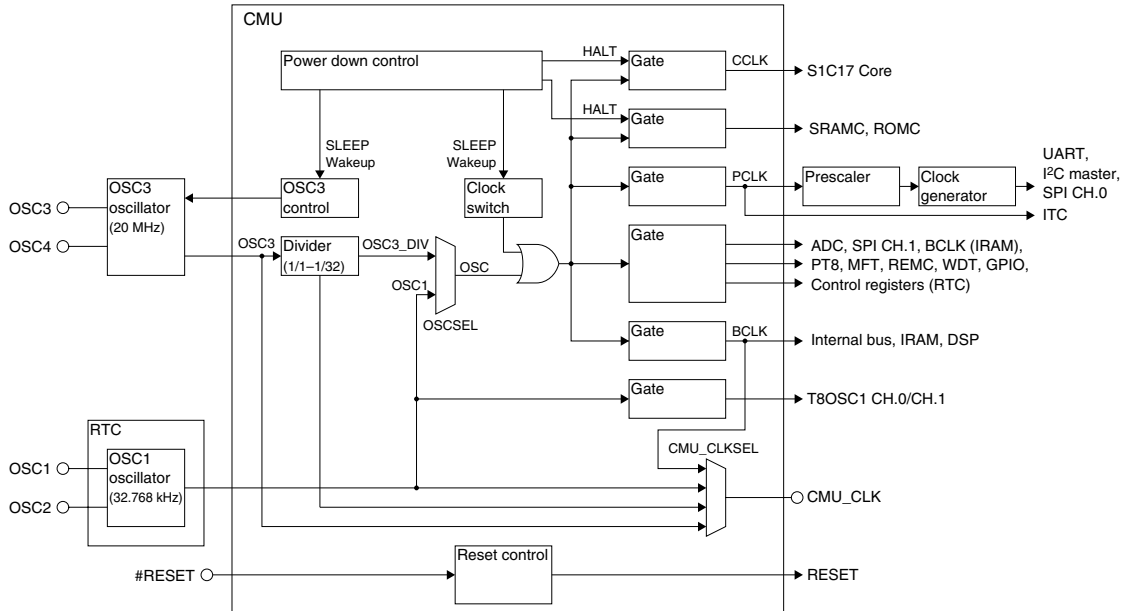 CMU
Power down control
HALT
Gate
CCLK
S1C17 Core
HALT
Gate
SRAMC, ROMC
SLEEP
Wakeup
SLEEP
Wakeup
OSC3
oscillator
(20 MHz)
OSC3
OSC4
OSC3
control
Clock
switch
Gate
PCLK
Prescaler
Clock
generator
UART,
I²C master,
SPI CH.0
ITC
OSC3
Divider
(1/1–1/32)
OSC3_DIV
OSC
OSC1
OSCSEL
Gate
ADC, SPI CH.1, BCLK (IRAM),
PT8, MFT, REMC, WDT, GPIO,
Control registers (RTC)
Gate
BCLK
Internal bus, IRAM, DSP
Gate
T8OSC1 CH.0/CH.1
RTC
OSC1
oscillator
(32.768 kHz)
OSC1
OSC2
CMU_CLKSEL
CMU_CLK
#RESET
Reset control
RESET